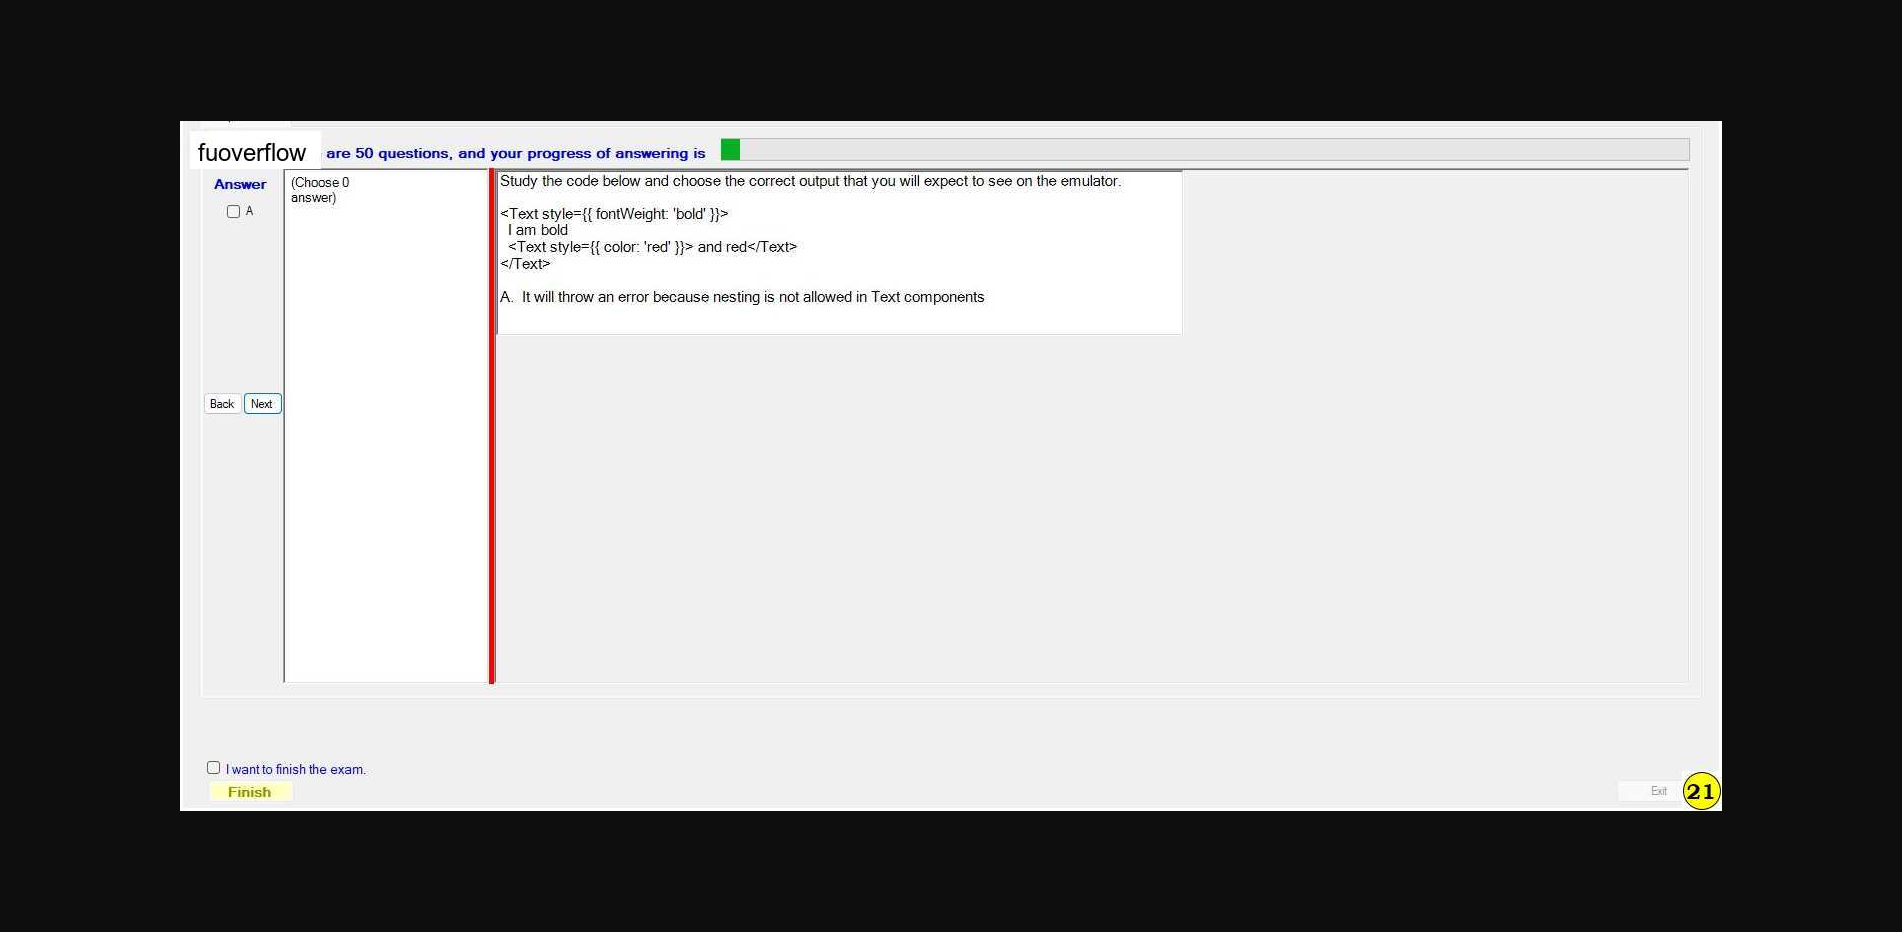 fuoverflow are 50 questions, and your progress of answering is
Answer
A
(Choose 0
answer)
Back Next
Study the code below and choose the correct output that you will expect to see on the emulator.
<Text style={{ fontWeight: 'bold' }}>
I am bold
<Text style={{ color: 'red' }}> and red</Text>
</Text>
A. It will throw an error because nesting is not allowed in Text components
I want to finish the exam.
Finish
Exit
21